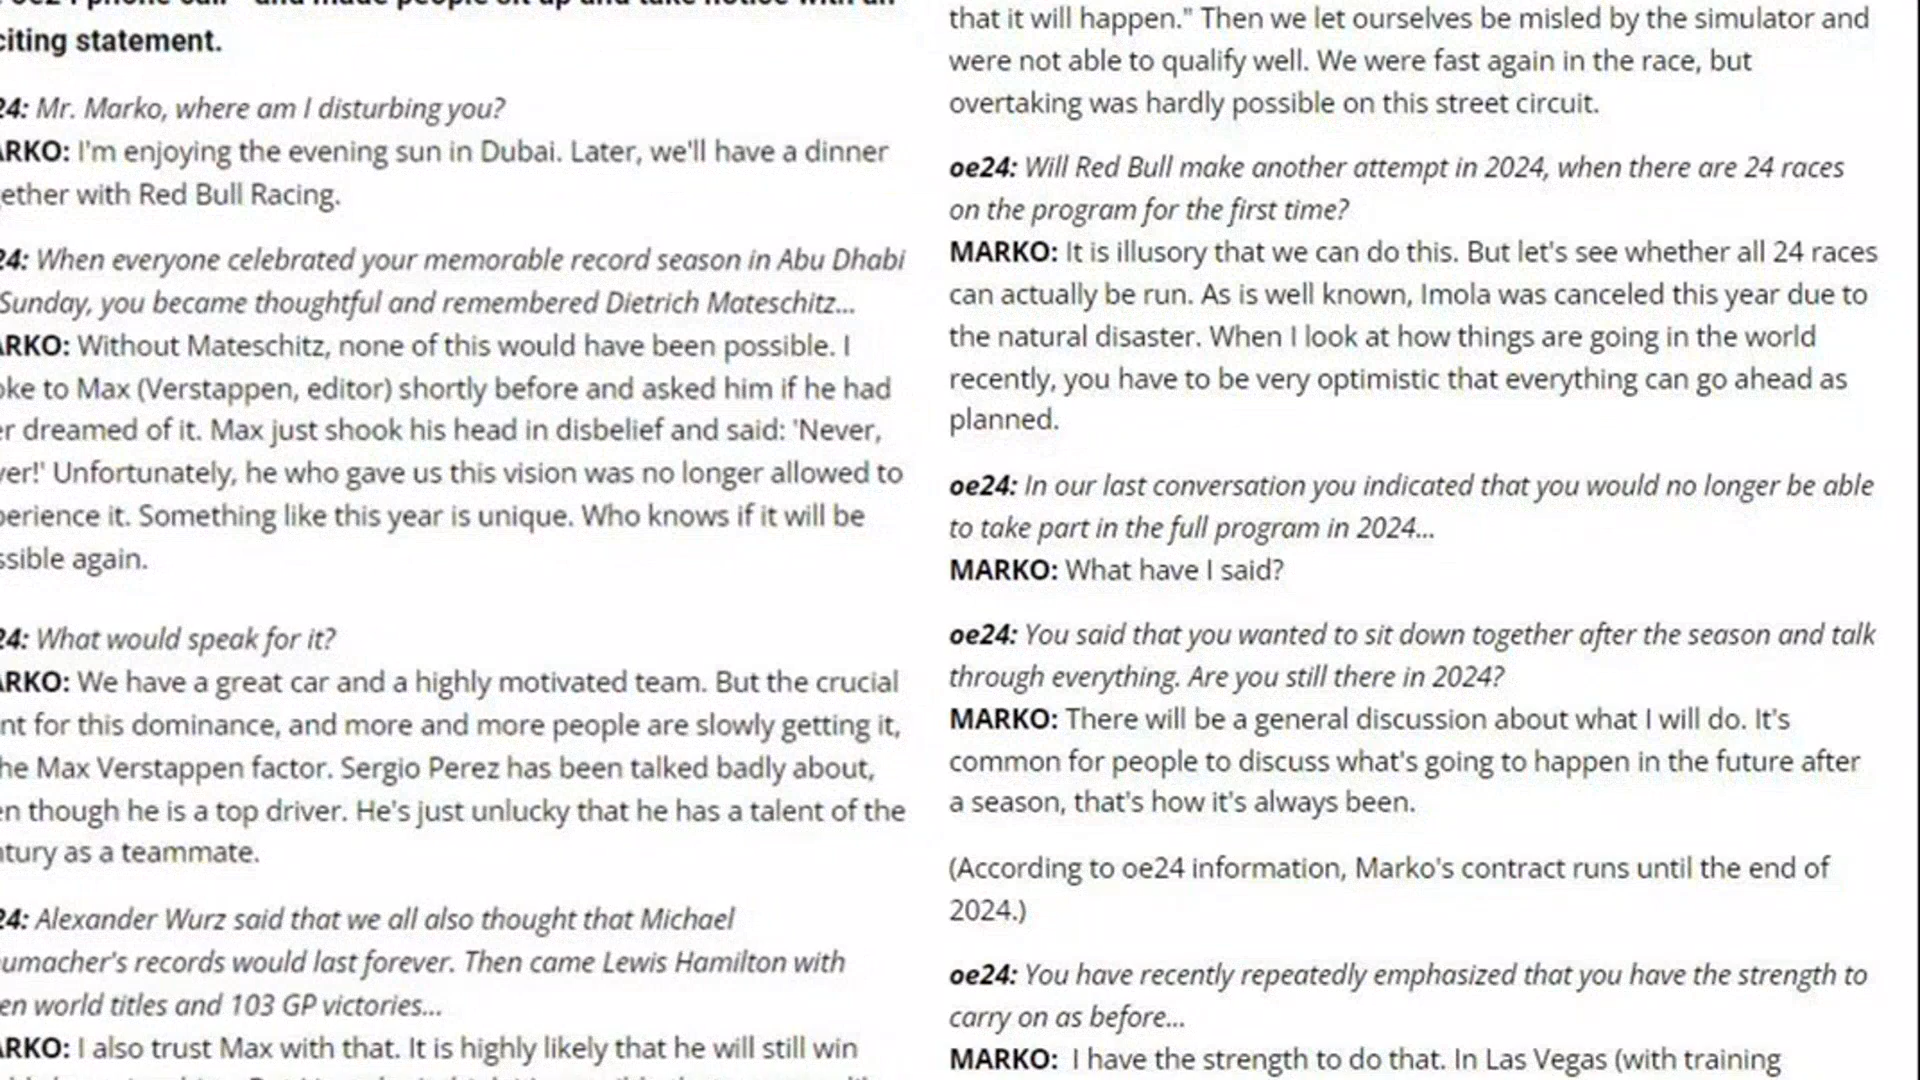 citing statement.
24: Mr. Marko, where am I disturbing you?
ARKO: I'm enjoying the evening sun in Dubai. Later, we'll have a dinner
ether with Red Bull Racing.
24: When everyone celebrated your memorable record season in Abu Dhabi
Sunday, you became thoughtful and remembered Dietrich Mateschitz...
ARKO: Without Mateschitz, none of this would have been possible. I
oke to Max (Verstappen, editor) shortly before and asked him if he had
er dreamed of it. Max just shook his head in disbelief and said: 'Never,
ver!' Unfortunately, he who gave us this vision was no longer allowed to
perience it. Something like this year is unique. Who knows if it will be
ssible again.
24: What would speak for it?
ARKO: We have a great car and a highly motivated team. But the crucial
nt for this dominance, and more and more people are slowly getting it,
he Max Verstappen factor. Sergio Perez has been talked badly about,
en though he is a top driver. He's just unlucky that he has a talent of the
ntury as a teammate.
24: Alexander Wurz said that we all also thought that Michael
umacher's records would last forever. Then came Lewis Hamilton with
en world titles and 103 GP victories...
ARKO: I also trust Max with that. It is highly likely that he will still win
that it will happen." Then we let ourselves be misled by the simulator and
were not able to qualify well. We were fast again in the race, but
overtaking was hardly possible on this street circuit.
oe24: Will Red Bull make another attempt in 2024, when there are 24 races
on the program for the first time?
MARKO: It is illusory that we can do this. But let's see whether all 24 races
can actually be run. As is well known, Imola was canceled this year due to
the natural disaster. When I look at how things are going in the world
recently, you have to be very optimistic that everything can go ahead as
planned.
oe24: In our last conversation you indicated that you would no longer be able
to take part in the full program in 2024...
MARKO: What have I said?
oe24: You said that you wanted to sit down together after the season and talk
through everything. Are you still there in 2024?
MARKO: There will be a general discussion about what I will do. It's
common for people to discuss what's going to happen in the future after
a season, that's how it's always been.
(According to oe24 information, Marko's contract runs until the end of
2024.)
oe24: You have recently repeatedly emphasized that you have the strength to
carry on as before...
MARKO: I have the strength to do that. In Las Vegas (with training